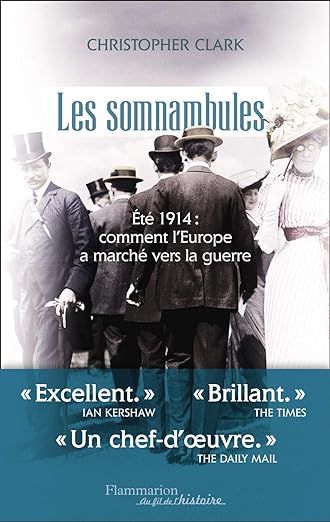 CHRISTOPHER CLARK
Les somnambules
Été 1914 :
comment l'Europe
a marché vers la guerre
« Excellent. »
IAN KERSHAW
« Brillant. »
THE TIMES
« Un chef-d'œuvre. »
THE DAILY MAIL
Flammarion
Au fil de l'histoire